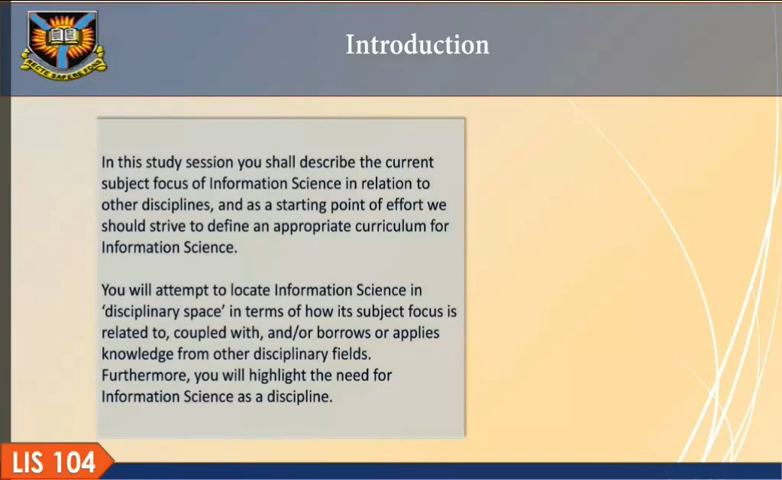 Introduction
In this study session you shall describe the current
subject focus of Information Science in relation to
other disciplines, and as a starting point of effort we
should strive to define an appropriate curriculum for
Information Science.
You will attempt to locate Information Science in
‘disciplinary space’ in terms of how its subject focus is
related to, coupled with, and/or borrows or applies
knowledge from other disciplinary fields.
Furthermore, you will highlight the need for
Information Science as a discipline.
LIS 104